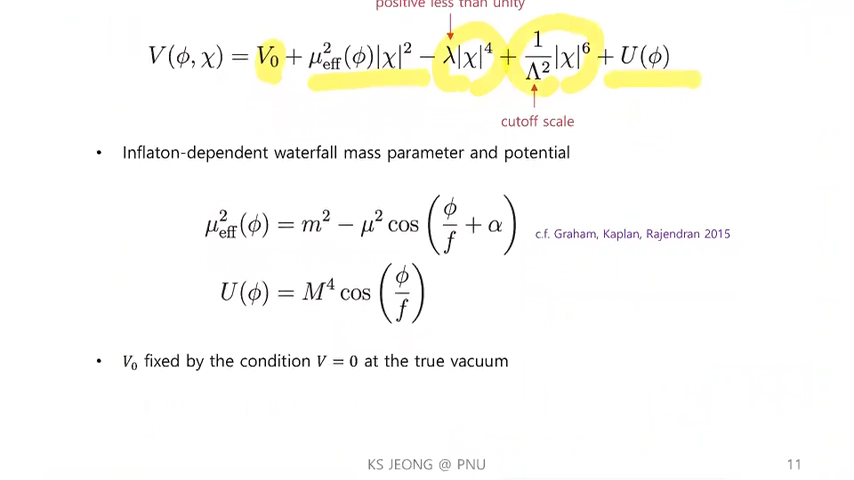 positive less than unity
V(ϕ, χ) = V₀ + μ²_eff(ϕ)|χ|² − λ|χ|⁴ + 1/Λ² |χ|⁶ + U(ϕ)
cutoff scale
• Inflaton-dependent waterfall mass parameter and potential
μ²_eff(ϕ) = m² − μ² cos(ϕ/f + α)
c.f. Graham, Kaplan, Rajendran 2015
U(ϕ) = M⁴ cos(ϕ/f)
• V₀ fixed by the condition V = 0 at the true vacuum
KS JEONG @ PNU
11